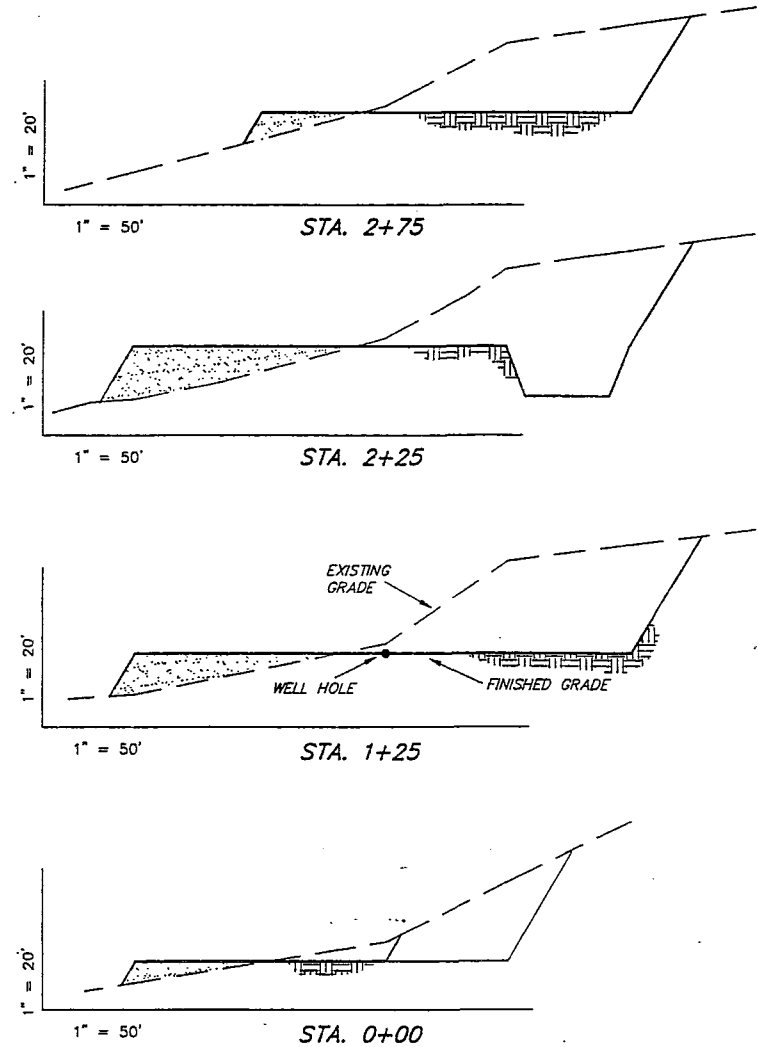 1" = 20'
1" = 50'
STA. 2+75
1" = 20'
1" = 50'
STA. 2+25
EXISTING
GRADE
1" = 20'
WELL HOLE
FINISHED GRADE
1" = 50'
STA. 1+25
1" = 20'
1" = 50'
STA. 0+00